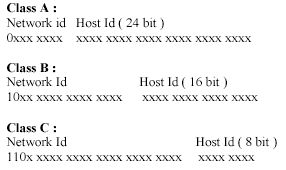 Class A :
Network id Host Id ( 24 bit )
0xxx xxxx xxxx xxxx xxxx xxxx xxxx xxxx
Class B :
Network Id Host Id ( 16 bit )
10xx xxxx xxxx xxxx xxxx xxxx xxxx xxxx
Class C :
Network Id Host Id ( 8 bit )
110x xxxx xxxx xxxx xxxx xxxx xxxx xxxx